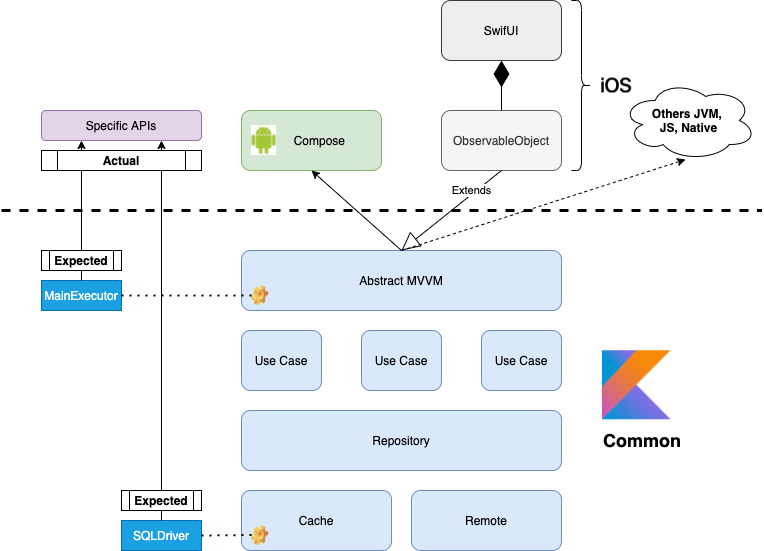 SwifUI
iOS
Specific APIs
Compose
ObservableObject
Others JVM,
JS, Native
Actual
Extends
Expected
MainExecutor
Abstract MVVM
Use Case
Use Case
Use Case
Repository
Common
Expected
SQLDriver
Cache
Remote